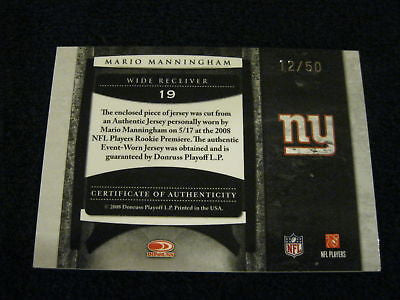 MARIO MANNINGHAM
12/50
WIDE RECEIVER
19
The enclosed piece of jersey was cut from
an Authentic Jersey personally worn by
Mario Manningham on 5/17 at the 2008
NFL Players Rookie Premiere. The authentic
Event-Worn Jersey was obtained and is
guaranteed by Donruss Playoff L.P.
CERTIFICATE OF AUTHENTICITY
© 2008 Donruss Playoff L.P. Printed in the USA.
ny
NFL
NFL PLAYERS